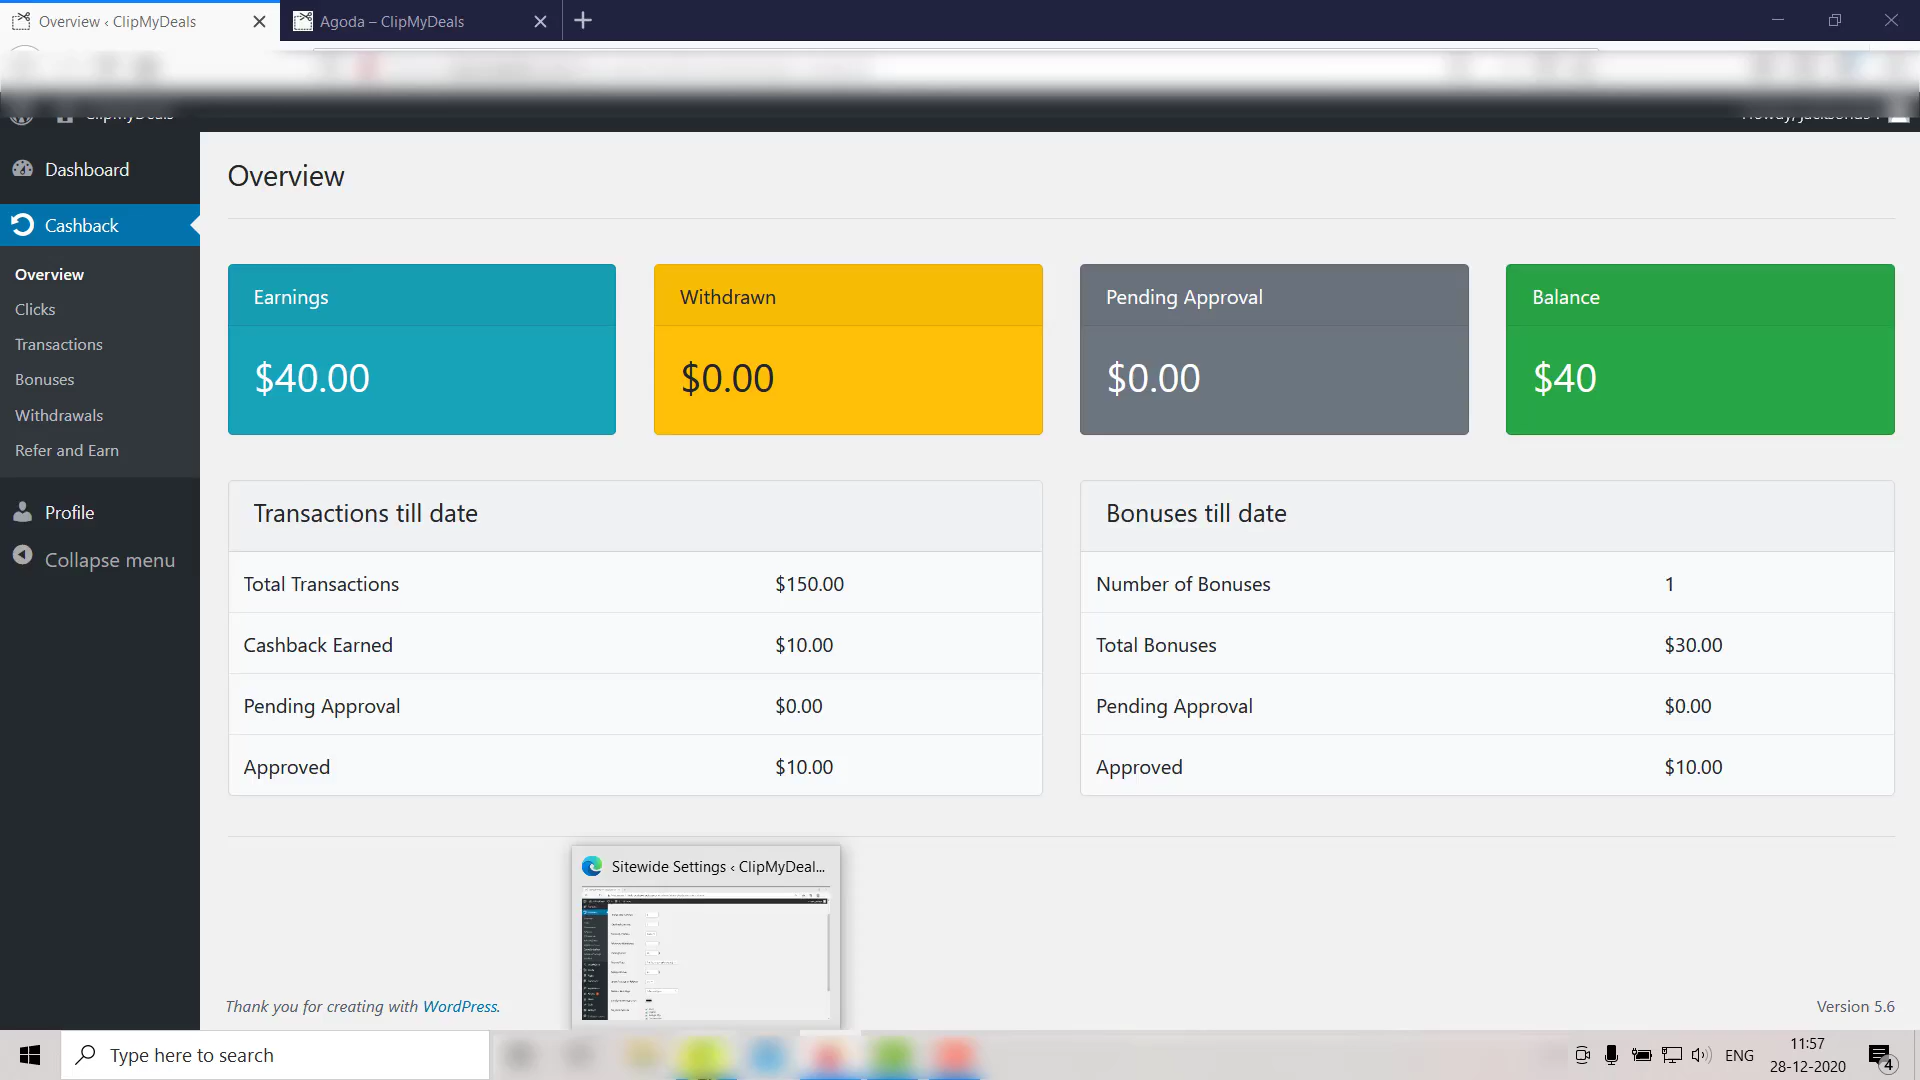 Overview ‹ ClipMyDeals
Agoda – ClipMyDeals
ClipMyDeals
Dashboard
Cashback
Overview
Clicks
Transactions
Bonuses
Withdrawals
Refer and Earn
Profile
Collapse menu
Overview
Earnings
$40.00
Withdrawn
$0.00
Pending Approval
$0.00
Balance
$40
Transactions till date
Total Transactions $150.00
Cashback Earned $10.00
Pending Approval $0.00
Approved $10.00
Bonuses till date
Number of Bonuses 1
Total Bonuses $30.00
Pending Approval $0.00
Approved $10.00
Sitewide Settings ‹ ClipMyDeal...
Thank you for creating with WordPress.
Version 5.6
Type here to search
ENG
11:57
28-12-2020
4